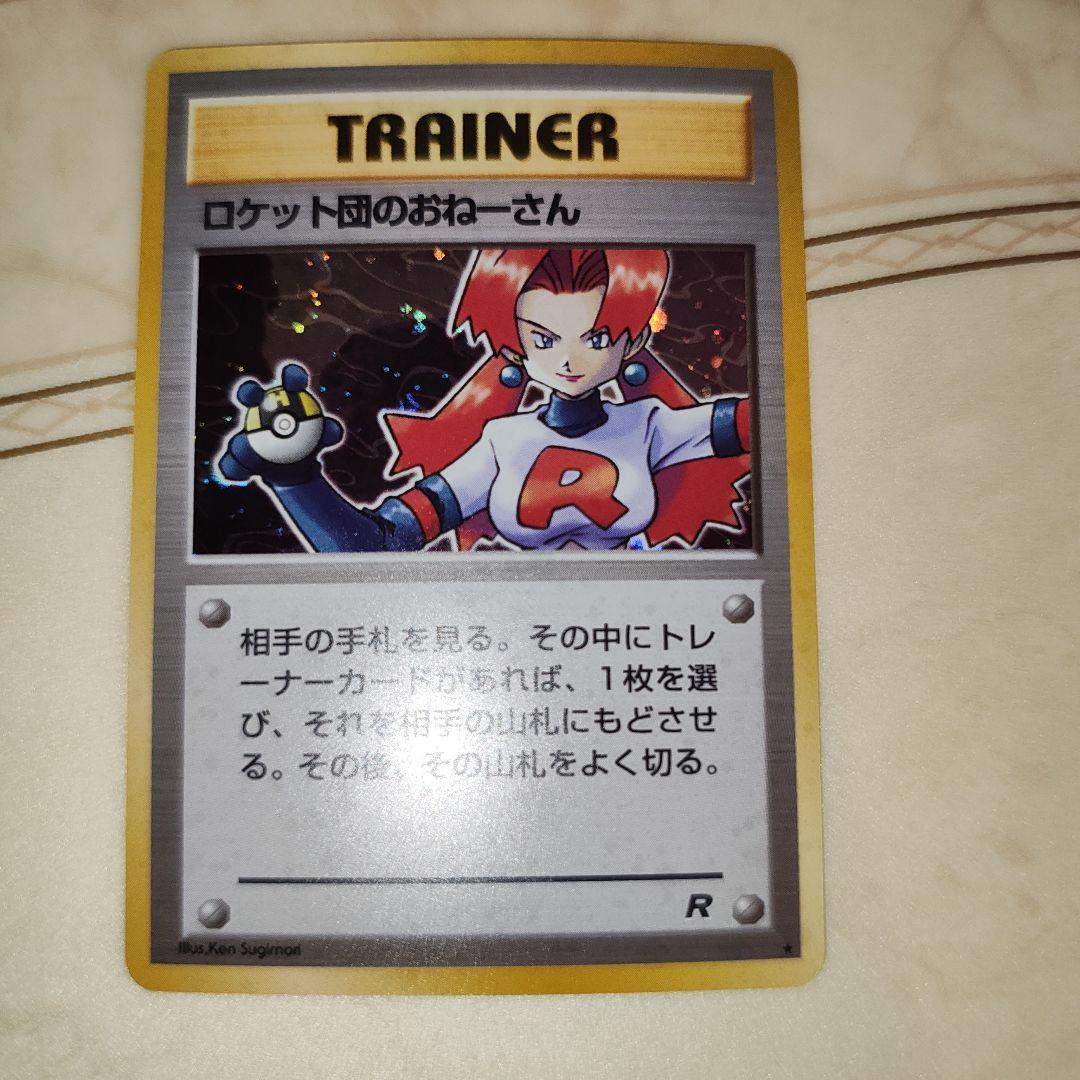 TRAINER
ロケット団のおねーさん
R
相手の手札を見る。その中にトレ
ーナーカードがあれば、1枚を選
び、それを相手の山札にもどさせ
る。その後、その山札をよく切る。
R
Illus.Ken Sugimori